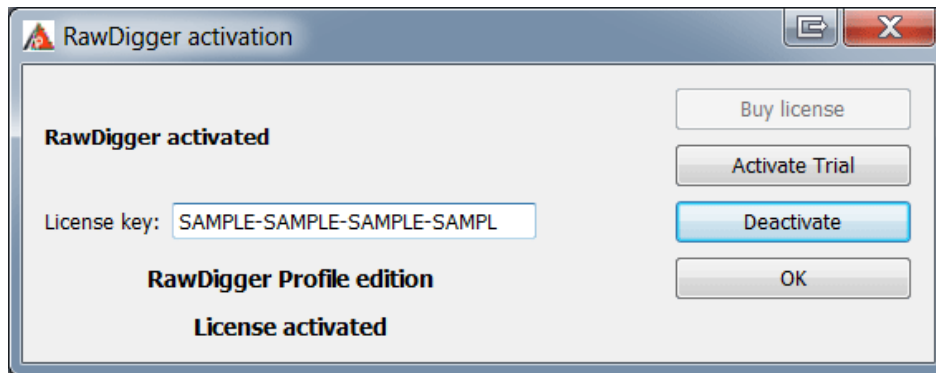 RawDigger activation
Buy license
RawDigger activated
Activate Trial
License key: SAMPLE-SAMPLE-SAMPLE-SAMPL
Deactivate
RawDigger Profile edition
OK
License activated